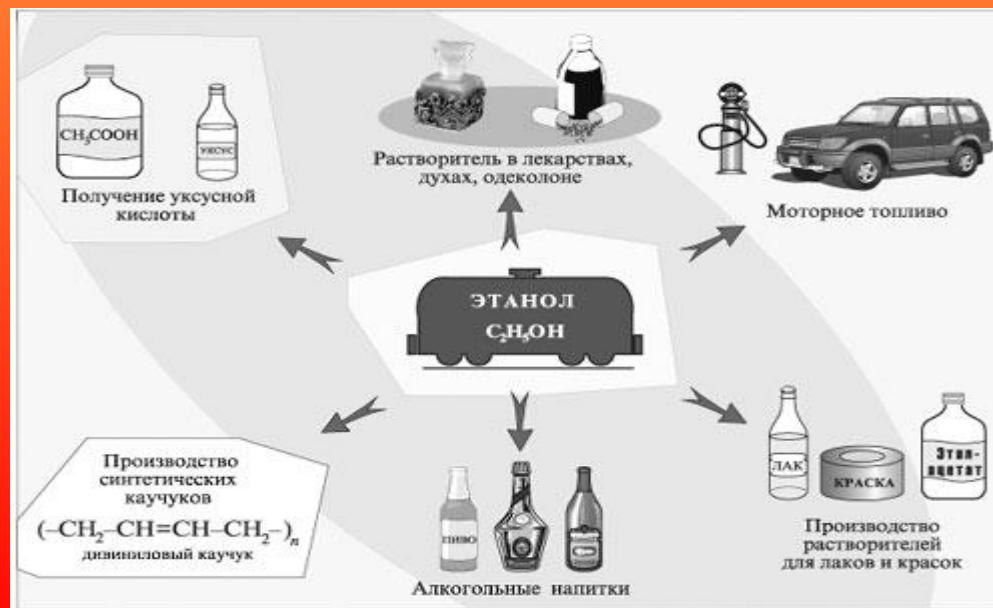 CH₃COOH
УКСУС
Получение уксусной
кислоты
Растворитель в лекарствах,
духах, одеколоне
Моторное топливо
ЭТАНОЛ
C₂H₅OH
Производство
синтетических
каучуков
(–CH₂–CH=CH–CH₂–)ₙ
дивиниловый каучук
ПИВО
Алкогольные напитки
ЛАК
КРАСКА
Этил-
ацетат
Производство
растворителей
для лаков и красок